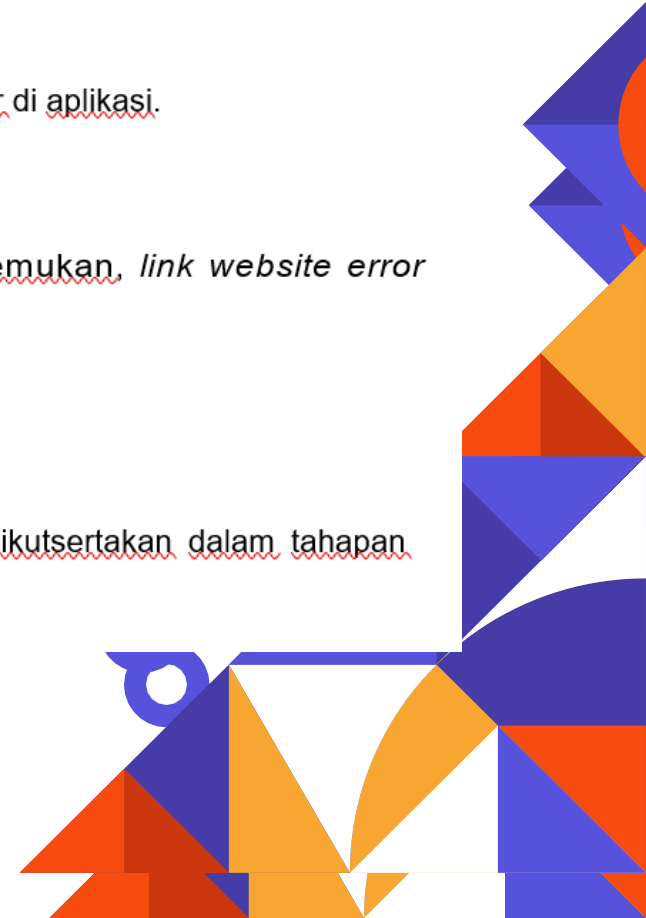 di aplikasi.
emukan, link website error
ikutsertakan dalam tahapan